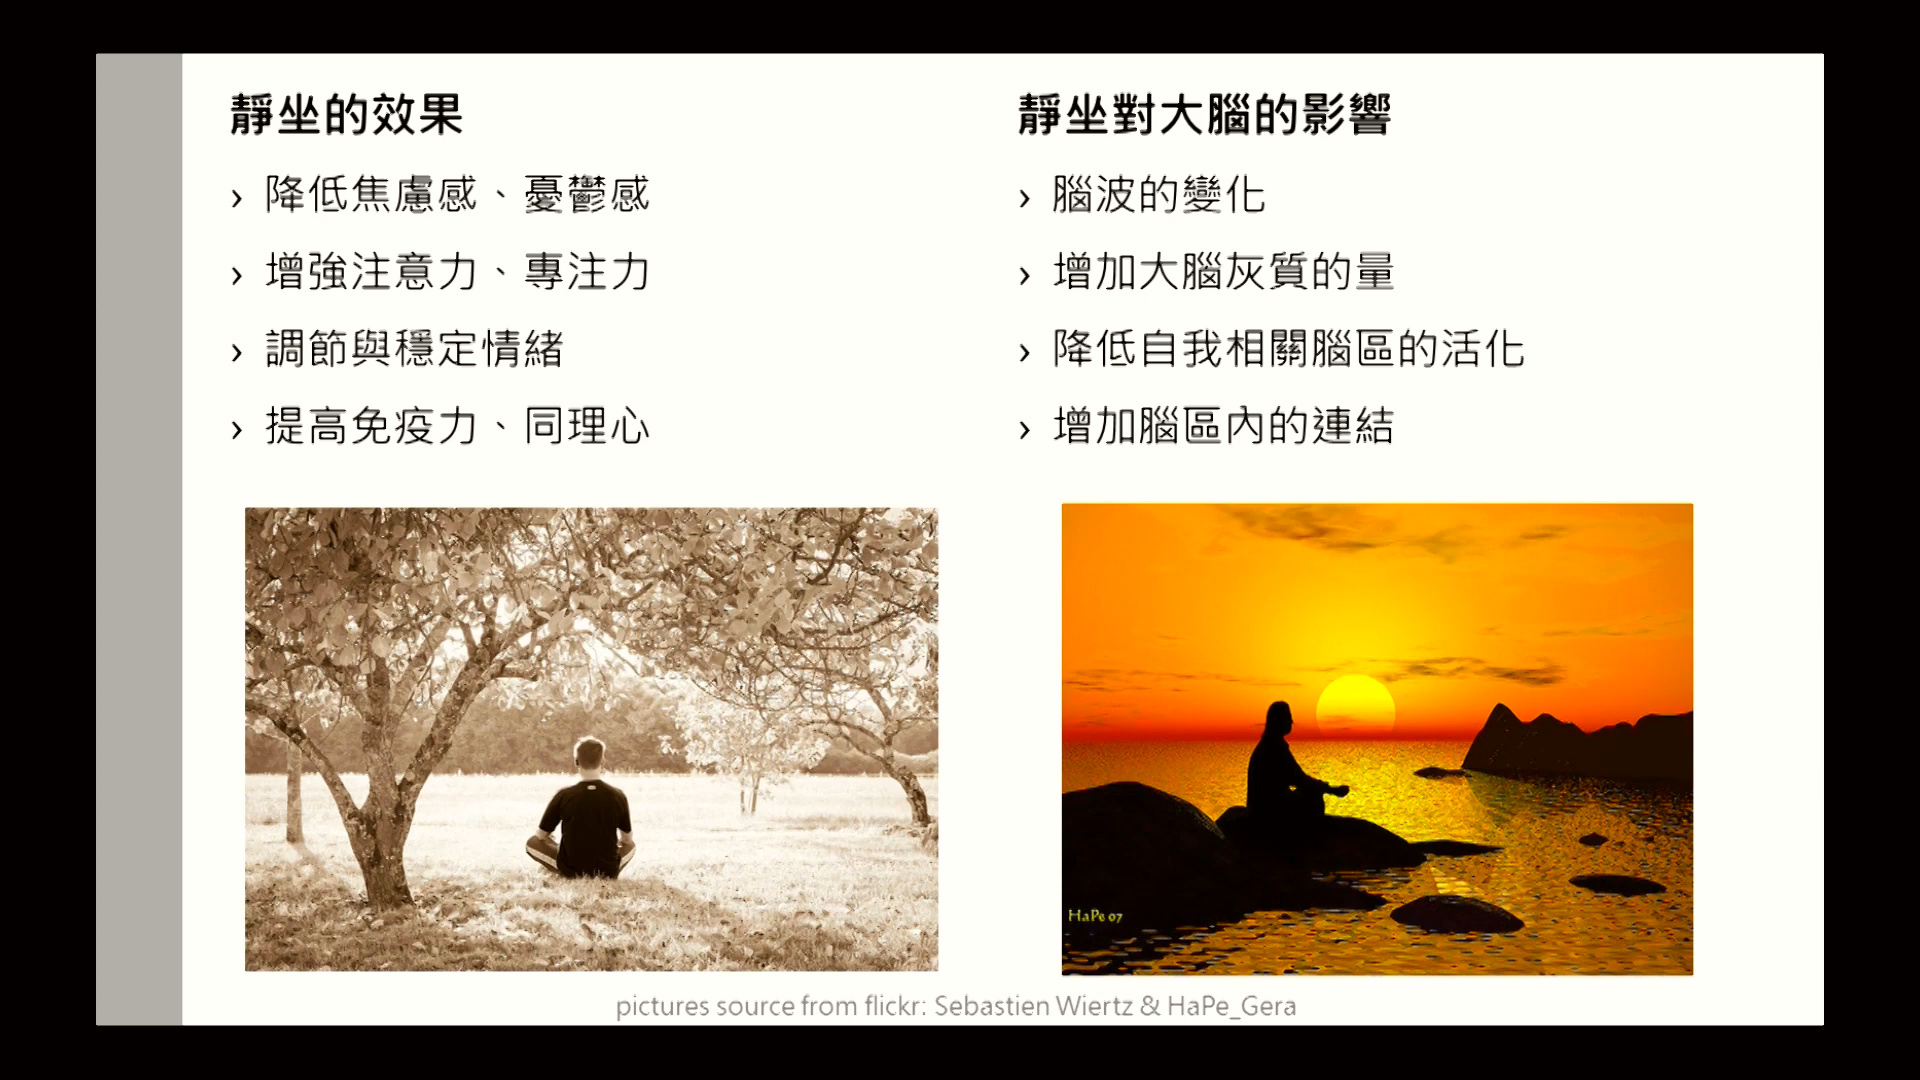 靜坐的效果
› 降低焦慮感、憂鬱感
› 增強注意力、專注力
› 調節與穩定情緒
› 提高免疫力、同理心
靜坐對大腦的影響
› 腦波的變化
› 增加大腦灰質的量
› 降低自我相關腦區的活化
› 增加腦區內的連結
HaPe 07
pictures source from flickr: Sebastien Wiertz & HaPe_Gera